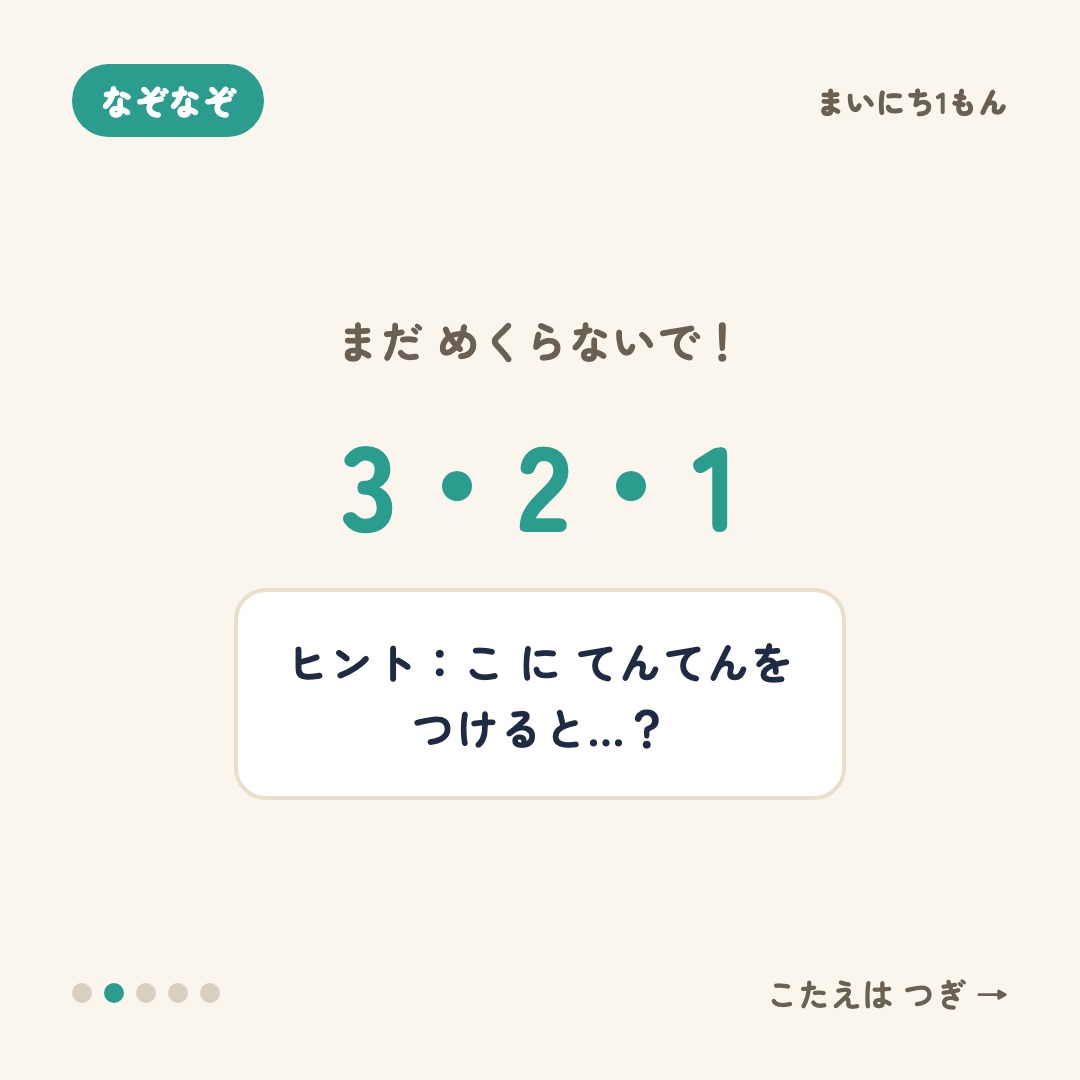 なぞなぞ
まいにち1もん
まだ めくらないで！
3・2・1
ヒント：こ に てんてんを
つけると…？
こたえは つぎ →